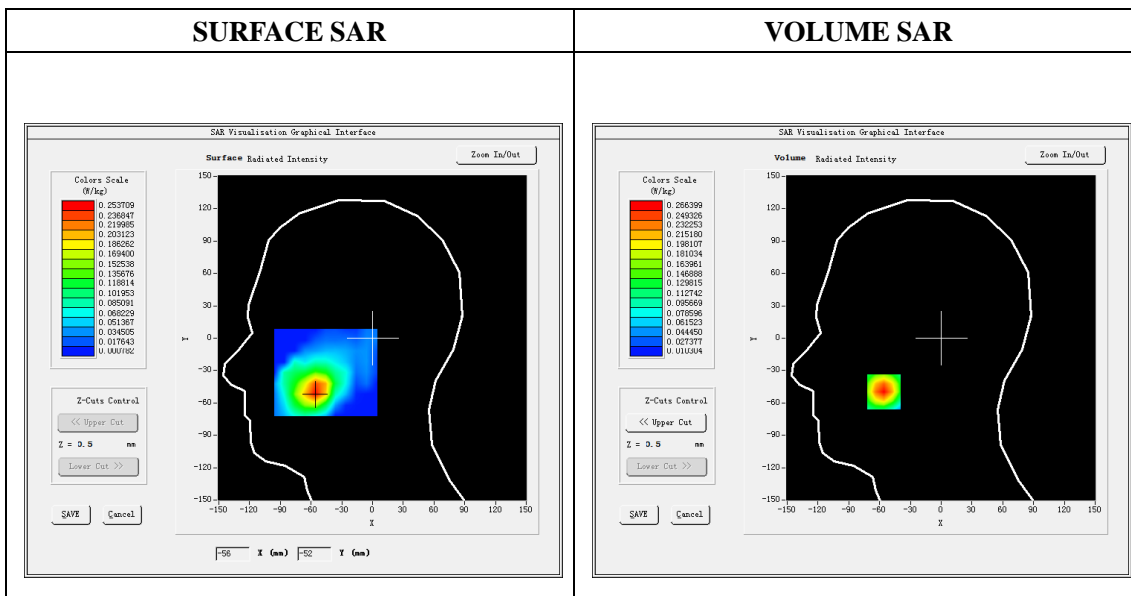 SURFACE SAR
VOLUME SAR
SAR Visualisation Graphical Interface
Surface Radiated Intensity
Zoom In/Out
Colors Scale
(W/kg)
0.253709
0.236847
0.219985
0.203123
0.186262
0.169400
0.152538
0.135676
0.118814
0.101953
0.085091
0.068229
0.051367
0.034505
0.017643
0.000782
Z-Cuts Control
<< Upper Cut
Z = 0.5 mm
Lower Cut >>
SAVE
Cancel
150
120
90
60
30
0
-30
-60
-90
-120
-150
Y
-150 -120 -90 -60 -30 0 30 60 90 120 150
X
-56 X (mm) -52 Y (mm)
SAR Visualisation Graphical Interface
Volume Radiated Intensity
Zoom In/Out
Colors Scale
(W/kg)
0.266399
0.249326
0.232253
0.215180
0.198107
0.181034
0.163961
0.146888
0.129815
0.112742
0.095669
0.078596
0.061523
0.044450
0.027377
0.010304
Z-Cuts Control
<< Upper Cut
Z = 0.5 mm
Lower Cut >>
SAVE
Cancel
150
120
90
60
30
0
-30
-60
-90
-120
-150
Y
-150 -120 -90 -60 -30 0 30 60 90 120 150
X